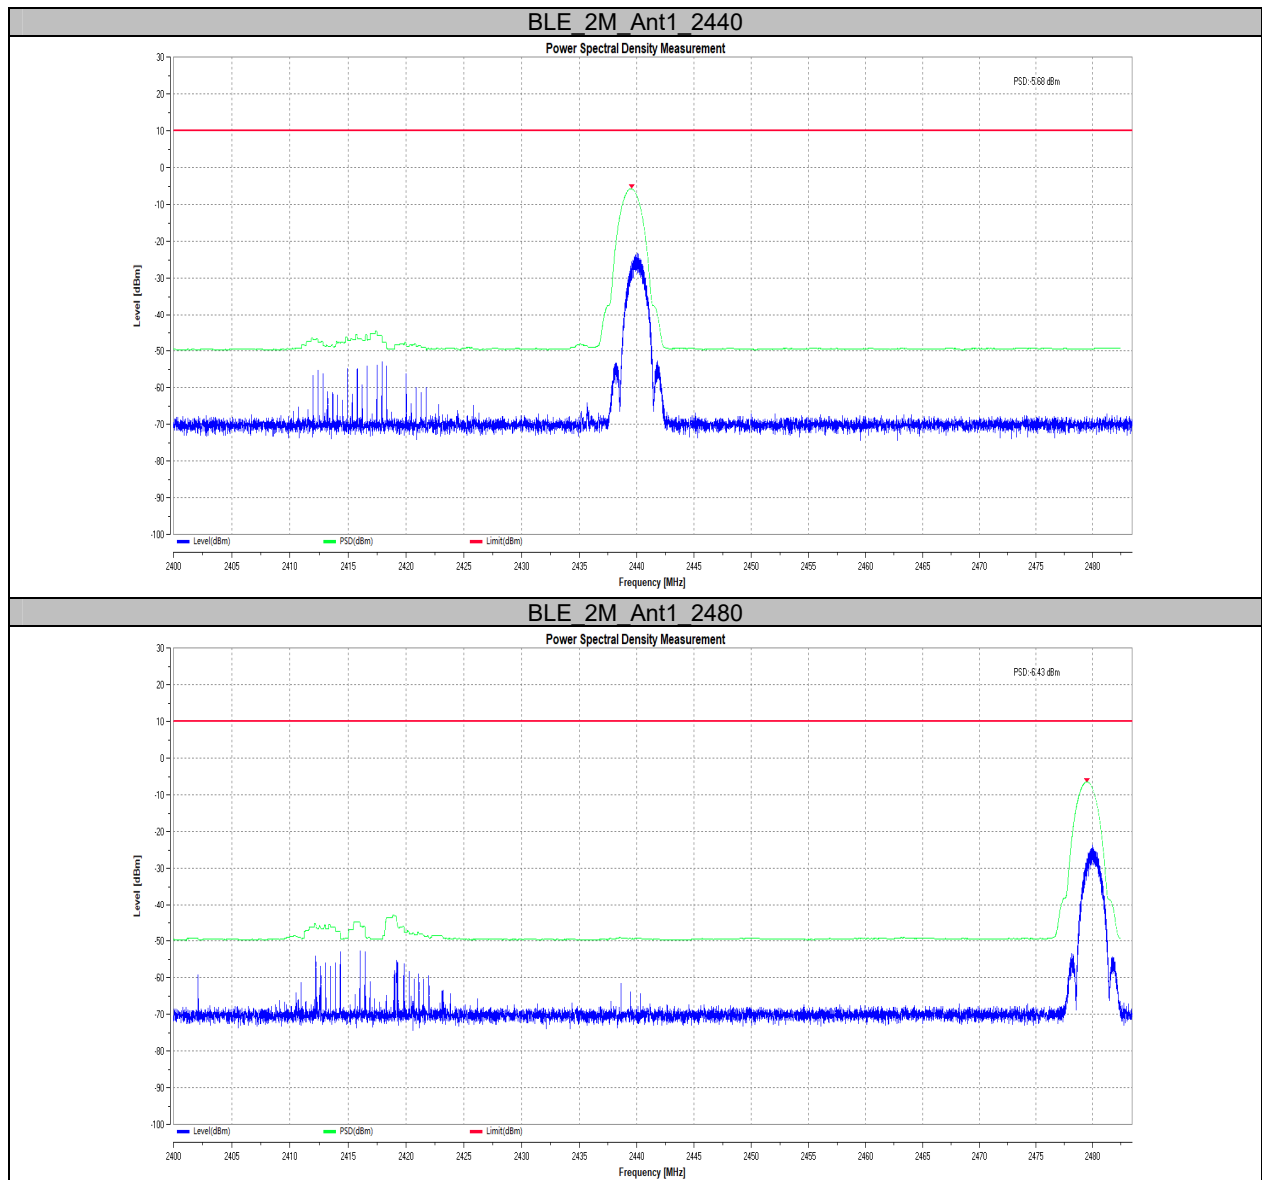 BLE_2M_Ant1_2440
Power Spectral Density Measurement
PSD:-5.68 dBm
30
20
10
0
-10
-20
-30
-40
-50
-60
-70
-80
-90
-100
Level [dBm]
Level(dBm) PSD(dBm) Limit(dBm)
2400 2405 2410 2415 2420 2425 2430 2435 2440 2445 2450 2455 2460 2465 2470 2475 2480
Frequency [MHz]
BLE_2M_Ant1_2480
Power Spectral Density Measurement
PSD:-6.43 dBm
30
20
10
0
-10
-20
-30
-40
-50
-60
-70
-80
-90
-100
Level [dBm]
Level(dBm) PSD(dBm) Limit(dBm)
2400 2405 2410 2415 2420 2425 2430 2435 2440 2445 2450 2455 2460 2465 2470 2475 2480
Frequency [MHz]